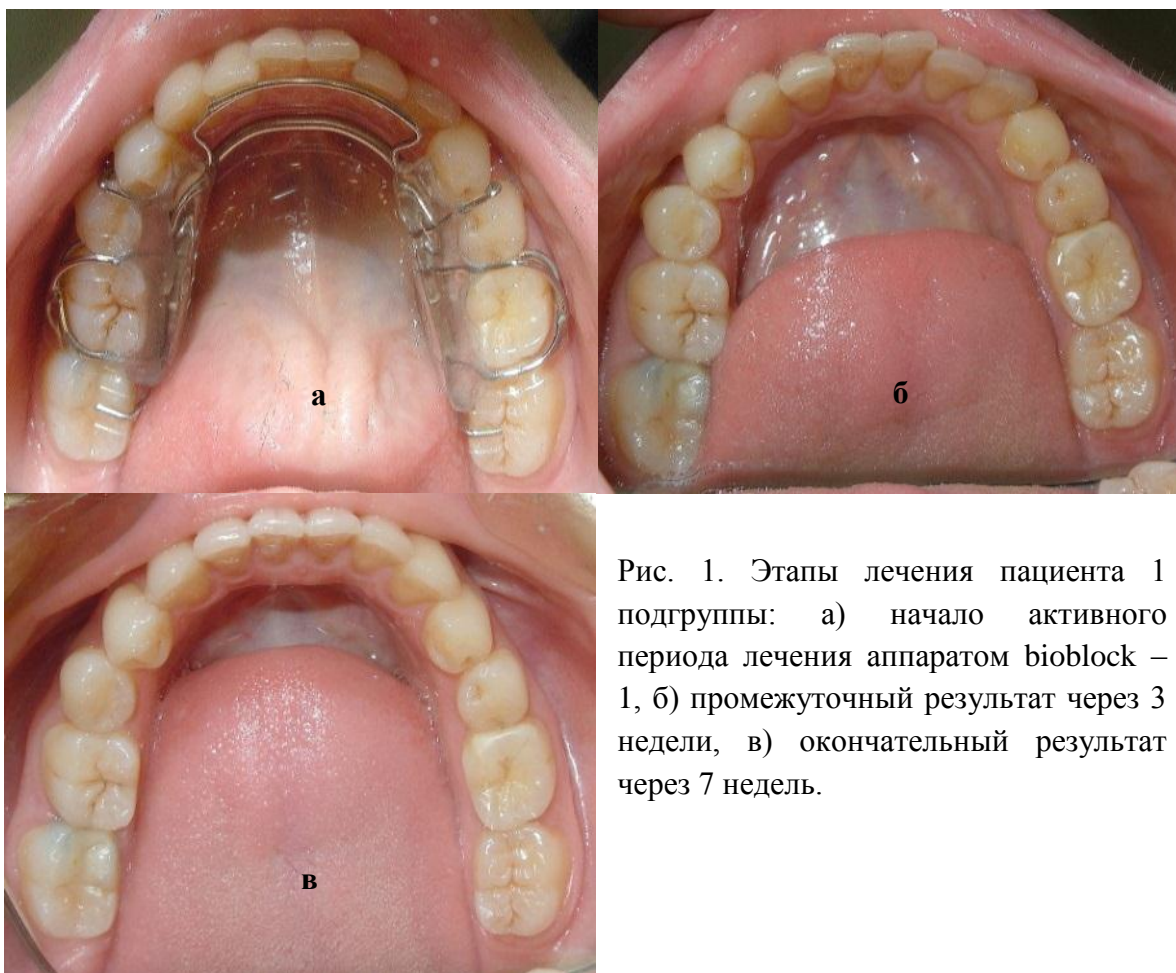 а
б
в
Рис. 1. Этапы лечения пациента 1
подгруппы: а) начало активного
периода лечения аппаратом bioblock –
1, б) промежуточный результат через 3
недели, в) окончательный результат
через 7 недель.